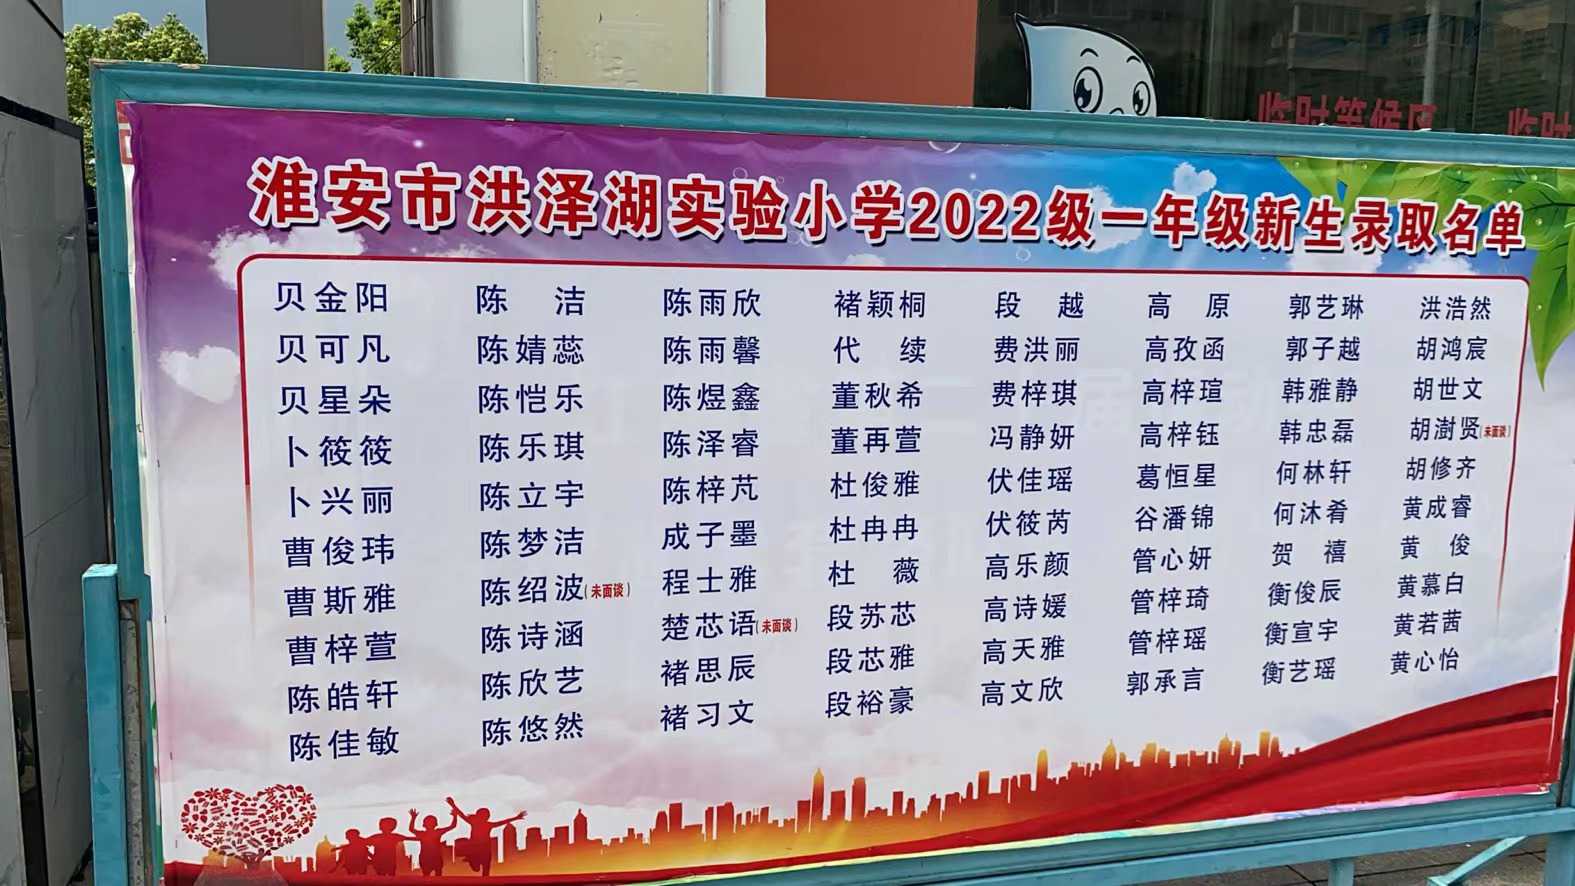 临时等候区
临时
淮安市洪泽湖实验小学2022级一年级新生录取名单
贝金阳 陈洁 陈雨欣 褚颖桐 段越 高原 郭艺琳 洪浩然
贝可凡 陈婧蕊 陈雨馨 代续 费洪丽 高孜函 郭子越 胡鸿宸
贝星朵 陈恺乐 陈煜鑫 董秋希 费梓琪 高梓瑄 韩雅静 胡世文
卜筱筱 陈乐琪 陈泽睿 董再萱 冯静妍 高梓钰 韩忠磊 胡澍贤(未面谈)
卜兴丽 陈立宇 陈梓芃 杜俊雅 伏佳瑶 葛恒星 何林轩 胡修齐
曹俊玮 陈梦洁 成子墨 杜冉冉 伏筱芮 谷潘锦 何沐肴 黄成睿
曹斯雅 陈绍波(未面谈) 程士雅 杜薇 高乐颜 管心妍 贺禧 黄俊
曹梓萱 陈诗涵 楚芯语(未面谈) 段苏芯 高诗媛 管梓琦 衡俊辰 黄慕白
陈皓轩 陈欣艺 褚思辰 段芯雅 高天雅 管梓瑶 衡宣宇 黄若茜
陈佳敏 陈悠然 褚习文 段裕豪 高文欣 郭承言 衡艺瑶 黄心怡